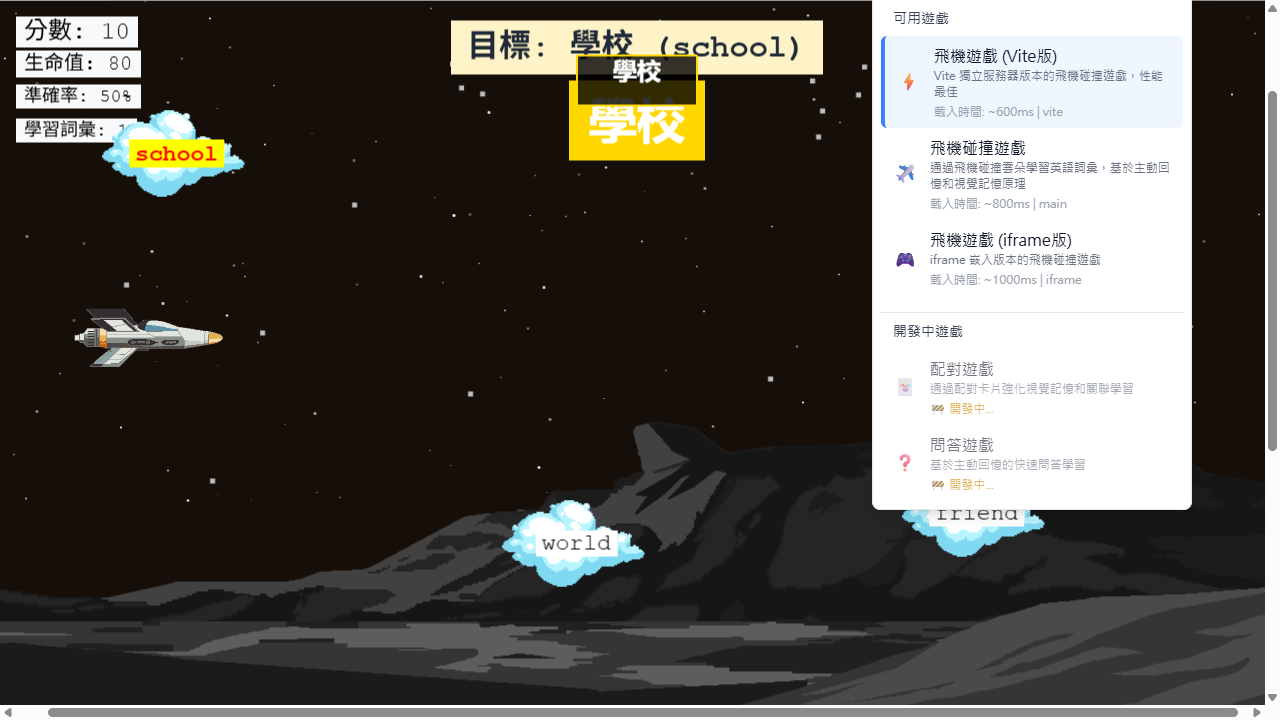 分數: 10
生命值: 80
準確率: 50%
學習詞彙:
school
目標: 學校 (school)
學校
學校
world
friend
可用遊戲
飛機遊戲 (Vite版)
Vite 獨立服務器版本的飛機碰撞遊戲，性能
最佳
載入時間: ~600ms | vite
飛機碰撞遊戲
通過飛機碰撞雲朵學習英語詞彙，基於主動回
憶和視覺記憶原理
載入時間: ~800ms | main
飛機遊戲 (iframe版)
iframe 嵌入版本的飛機碰撞遊戲
載入時間: ~1000ms | iframe
開發中遊戲
配對遊戲
通過配對卡片強化視覺記憶和關聯學習
開發中...
問答遊戲
基於主動回憶的快速問答學習
開發中...